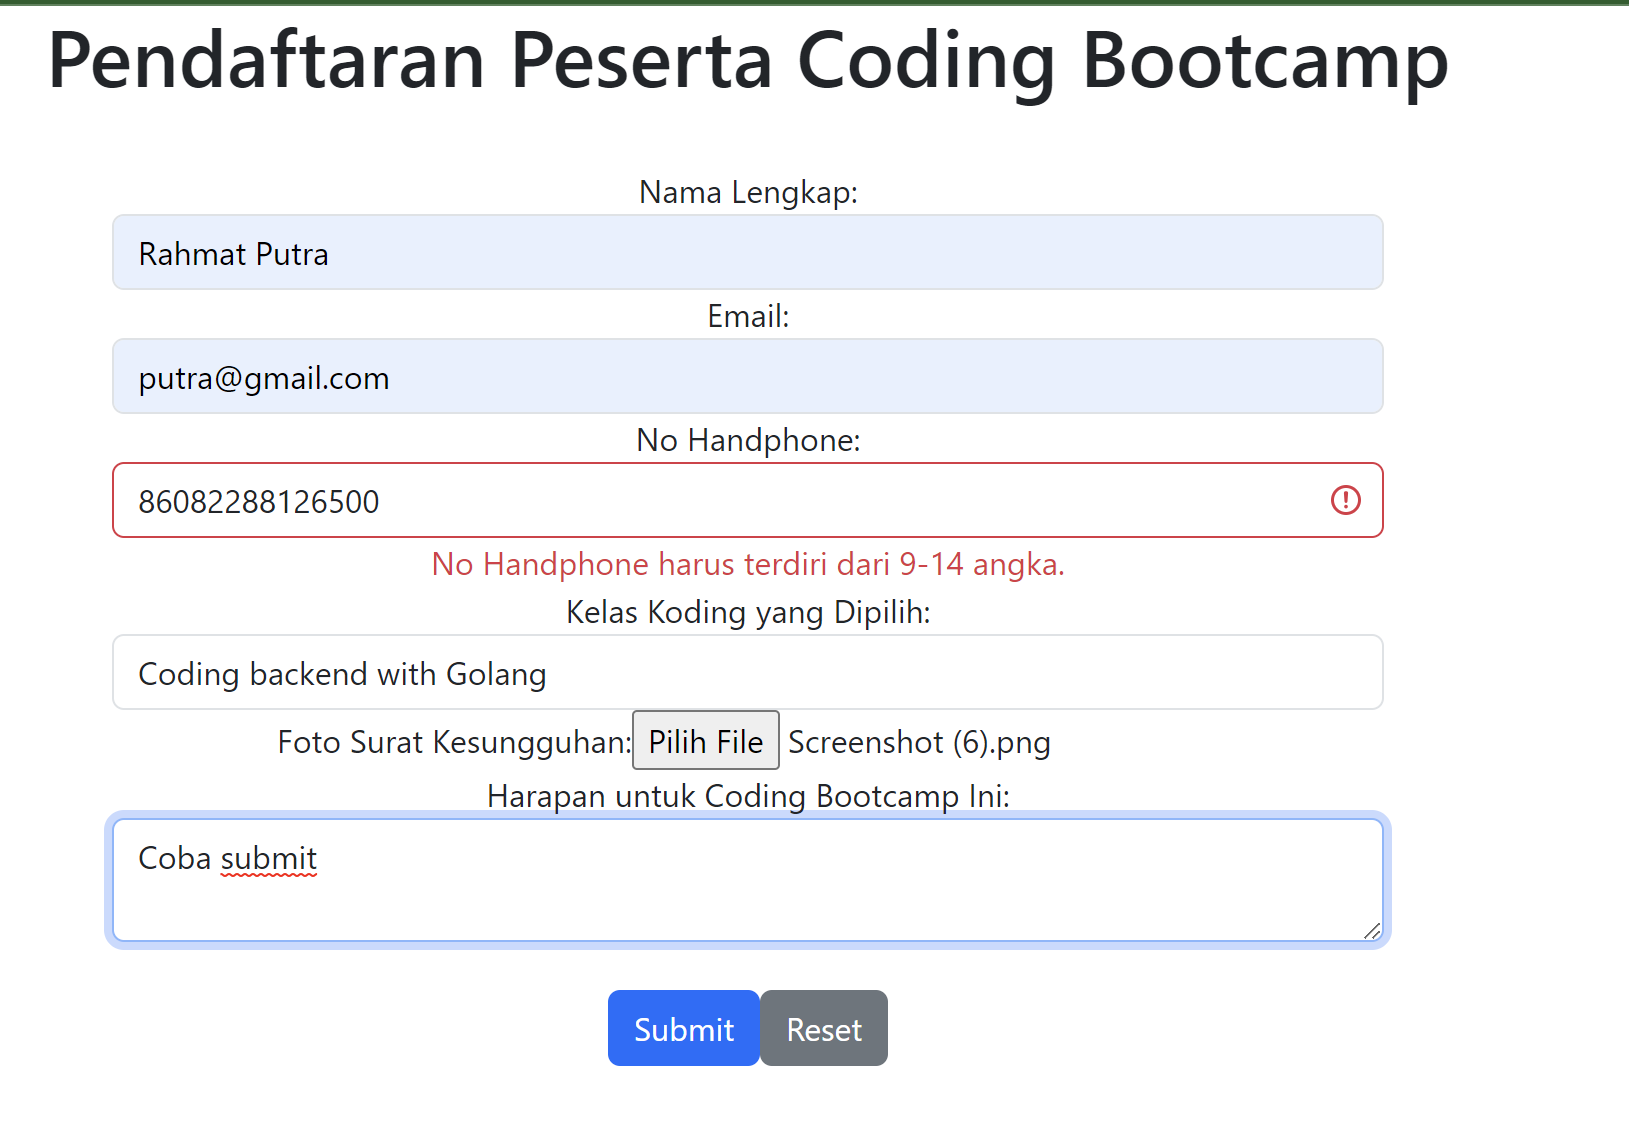 Pendaftaran Peserta Coding Bootcamp
Nama Lengkap:
Rahmat Putra
Email:
putra@gmail.com
No Handphone:
86082288126500
No Handphone harus terdiri dari 9-14 angka.
Kelas Koding yang Dipilih:
Coding backend with Golang
Foto Surat Kesungguhan: Pilih File Screenshot (6).png
Harapan untuk Coding Bootcamp Ini:
Coba submit
Submit Reset